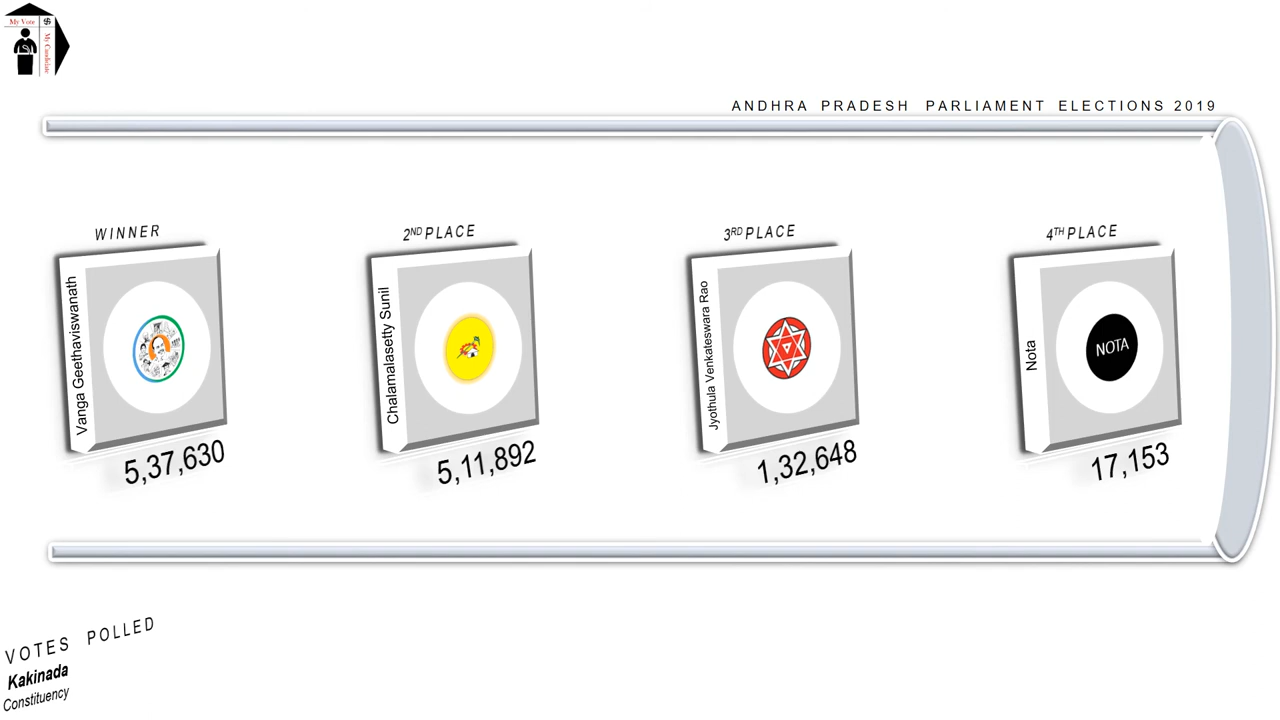 My Vote
My Candidate
ANDHRA PRADESH PARLIAMENT ELECTIONS 2019
WINNER
2ND PLACE
3RD PLACE
4TH PLACE
Vanga Geethaviswanath
Chalamalasetty Sunil
Jyothula Venkateswara Rao
Nota
NOTA
5,37,630
5,11,892
1,32,648
17,153
VOTES POLLED
Kakinada
Constituency